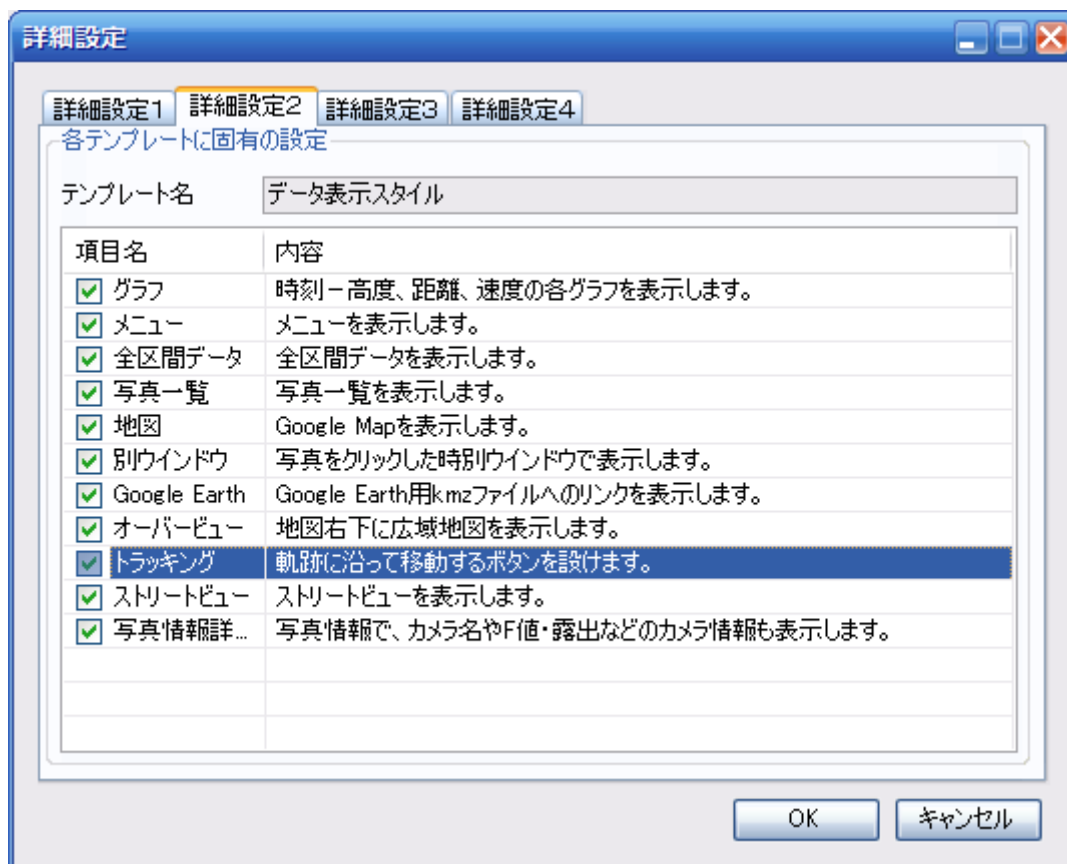 詳細設定
詳細設定1 詳細設定2 詳細設定3 詳細設定4
各テンプレートに固有の設定
テンプレート名 データ表示スタイル
項目名 内容
グラフ 時刻－高度、距離、速度の各グラフを表示します。
メニュー メニューを表示します。
全区間データ 全区間データを表示します。
写真一覧 写真一覧を表示します。
地図 Google Mapを表示します。
別ウインドウ 写真をクリックした時別ウインドウで表示します。
Google Earth Google Earth用kmzファイルへのリンクを表示します。
オーバービュー 地図右下に広域地図を表示します。
トラッキング 軌跡に沿って移動するボタンを設けます。
ストリートビュー ストリートビューを表示します。
写真情報詳... 写真情報で、カメラ名やF値・露出などのカメラ情報も表示します。
OK キャンセル